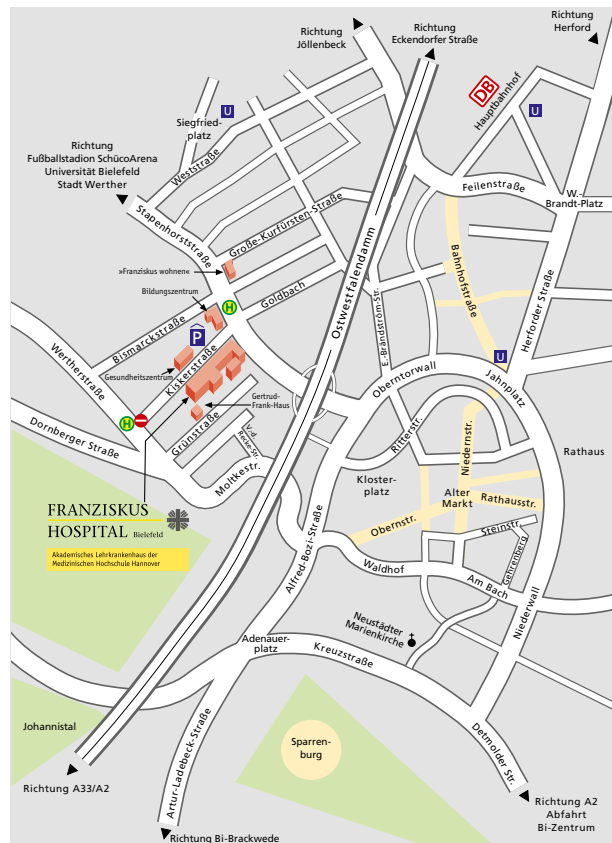 Richtung
Jöllenbeck
Richtung
Eckendorfer Straße
Richtung
Herford
DB
Hauptbahnhof
U
U
Siegfried-
platz
Weststraße
Richtung
Fußballstadion SchücoArena
Universität Bielefeld
Stadt Werther
Stapenhorststraße
Feilenstraße
W.-
Brandt-Platz
Große-Kurfürsten-Straße
Bahnhofstraße
»Franziskus wohnen«
Ostwestfalendamm
Bildungszentrum
Goldbach
H
Herforder Straße
Bismarckstraße
P
E.-Brändström-Str.
Wertherstraße
Kiskerstraße
U
Gesundheitszentrum
Oberntorwall
Jahnplatz
Gertrud-
Frank-Haus
H
Dornberger Straße
Grünstraße
V.-d.
Recke-Str.
Ritterstr.
Niedernstr.
Rathaus
Moltkestr.
Kloster-
platz
Alter
Markt
Rathausstr.
FRANZISKUS
HOSPITAL Bielefeld
Akademisches Lehrkrankenhaus der
Medizinischen Hochschule Hannover
Obernstr.
Steinstr.
Gehrenberg
Alfred-Bozi-Straße
Waldhof
Am Bach
Niederwall
Neustädter
Marienkirche
Adenauer-
platz
Kreuzstraße
Johannistal
Sparren-
burg
Detmolder Str.
Artur-Ladebeck-Straße
Richtung A33/A2
Richtung A2
Abfahrt
Bi-Zentrum
Richtung Bi-Brackwede